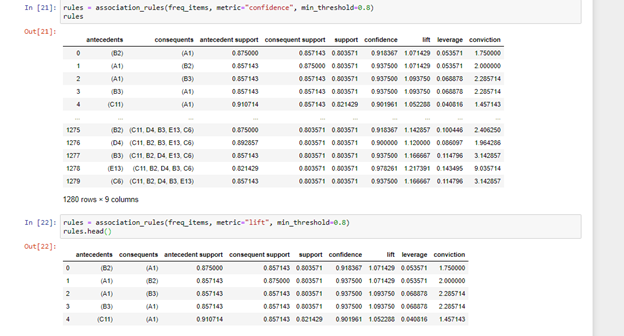 In [21]: rules = association_rules(freq_items, metric="confidence", min_threshold=0.8)
rules
Out[21]:
antecedents consequents antecedent support consequent support support confidence lift leverage conviction
0 (B2) (A1) 0.875000 0.857143 0.803571 0.918367 1.071429 0.053571 1.750000
1 (A1) (B2) 0.857143 0.875000 0.803571 0.937500 1.071429 0.053571 2.000000
2 (A1) (B3) 0.857143 0.857143 0.803571 0.937500 1.093750 0.068878 2.285714
3 (B3) (A1) 0.857143 0.857143 0.803571 0.937500 1.093750 0.068878 2.285714
4 (C11) (A1) 0.910714 0.857143 0.821429 0.901961 1.052288 0.040816 1.457143
... ... ... ... ... ... ... ... ... ...
1275 (B2) (C11, D4, B3, E13, C6) 0.875000 0.803571 0.803571 0.918367 1.142857 0.100446 2.406250
1276 (D4) (C11, B2, B3, E13, C6) 0.892857 0.803571 0.803571 0.900000 1.120000 0.086097 1.964286
1277 (B3) (C11, B2, D4, E13, C6) 0.857143 0.803571 0.803571 0.937500 1.166667 0.114796 3.142857
1278 (E13) (C11, B2, D4, B3, C6) 0.821429 0.803571 0.803571 0.978261 1.217391 0.143495 9.035714
1279 (C6) (C11, B2, D4, B3, E13) 0.857143 0.803571 0.803571 0.937500 1.166667 0.114796 3.142857
1280 rows × 9 columns
In [22]: rules = association_rules(freq_items, metric="lift", min_threshold=0.8)
rules.head()
Out[22]:
antecedents consequents antecedent support consequent support support confidence lift leverage conviction
0 (B2) (A1) 0.875000 0.857143 0.803571 0.918367 1.071429 0.053571 1.750000
1 (A1) (B2) 0.857143 0.875000 0.803571 0.937500 1.071429 0.053571 2.000000
2 (A1) (B3) 0.857143 0.857143 0.803571 0.937500 1.093750 0.068878 2.285714
3 (B3) (A1) 0.857143 0.857143 0.803571 0.937500 1.093750 0.068878 2.285714
4 (C11) (A1) 0.910714 0.857143 0.821429 0.901961 1.052288 0.040816 1.457143